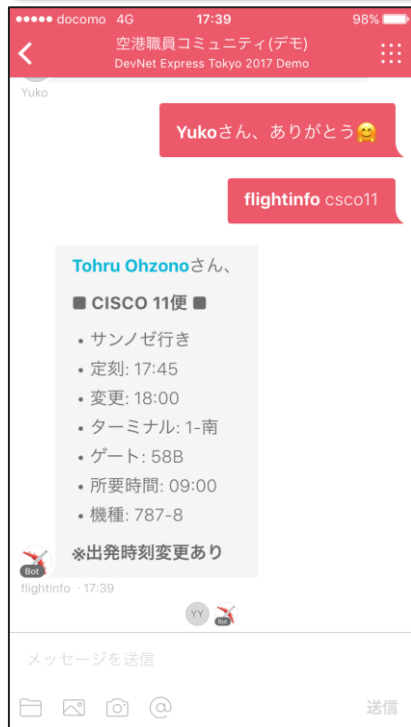 docomo 4G 17:39 98%
空港職員コミュニティ(デモ)
DevNet Express Tokyo 2017 Demo
Yuko
Yukoさん、ありがとう🤗
flightinfo csco11
Tohru Ohzonoさん、
■ CISCO 11便 ■
• サンノゼ行き
• 定刻: 17:45
• 変更: 18:00
• ターミナル: 1-南
• ゲート: 58B
• 所要時間: 09:00
• 機種: 787-8
※出発時刻変更あり
Bot
flightinfo · 17:39
YY Bot
メッセージを送信
送信